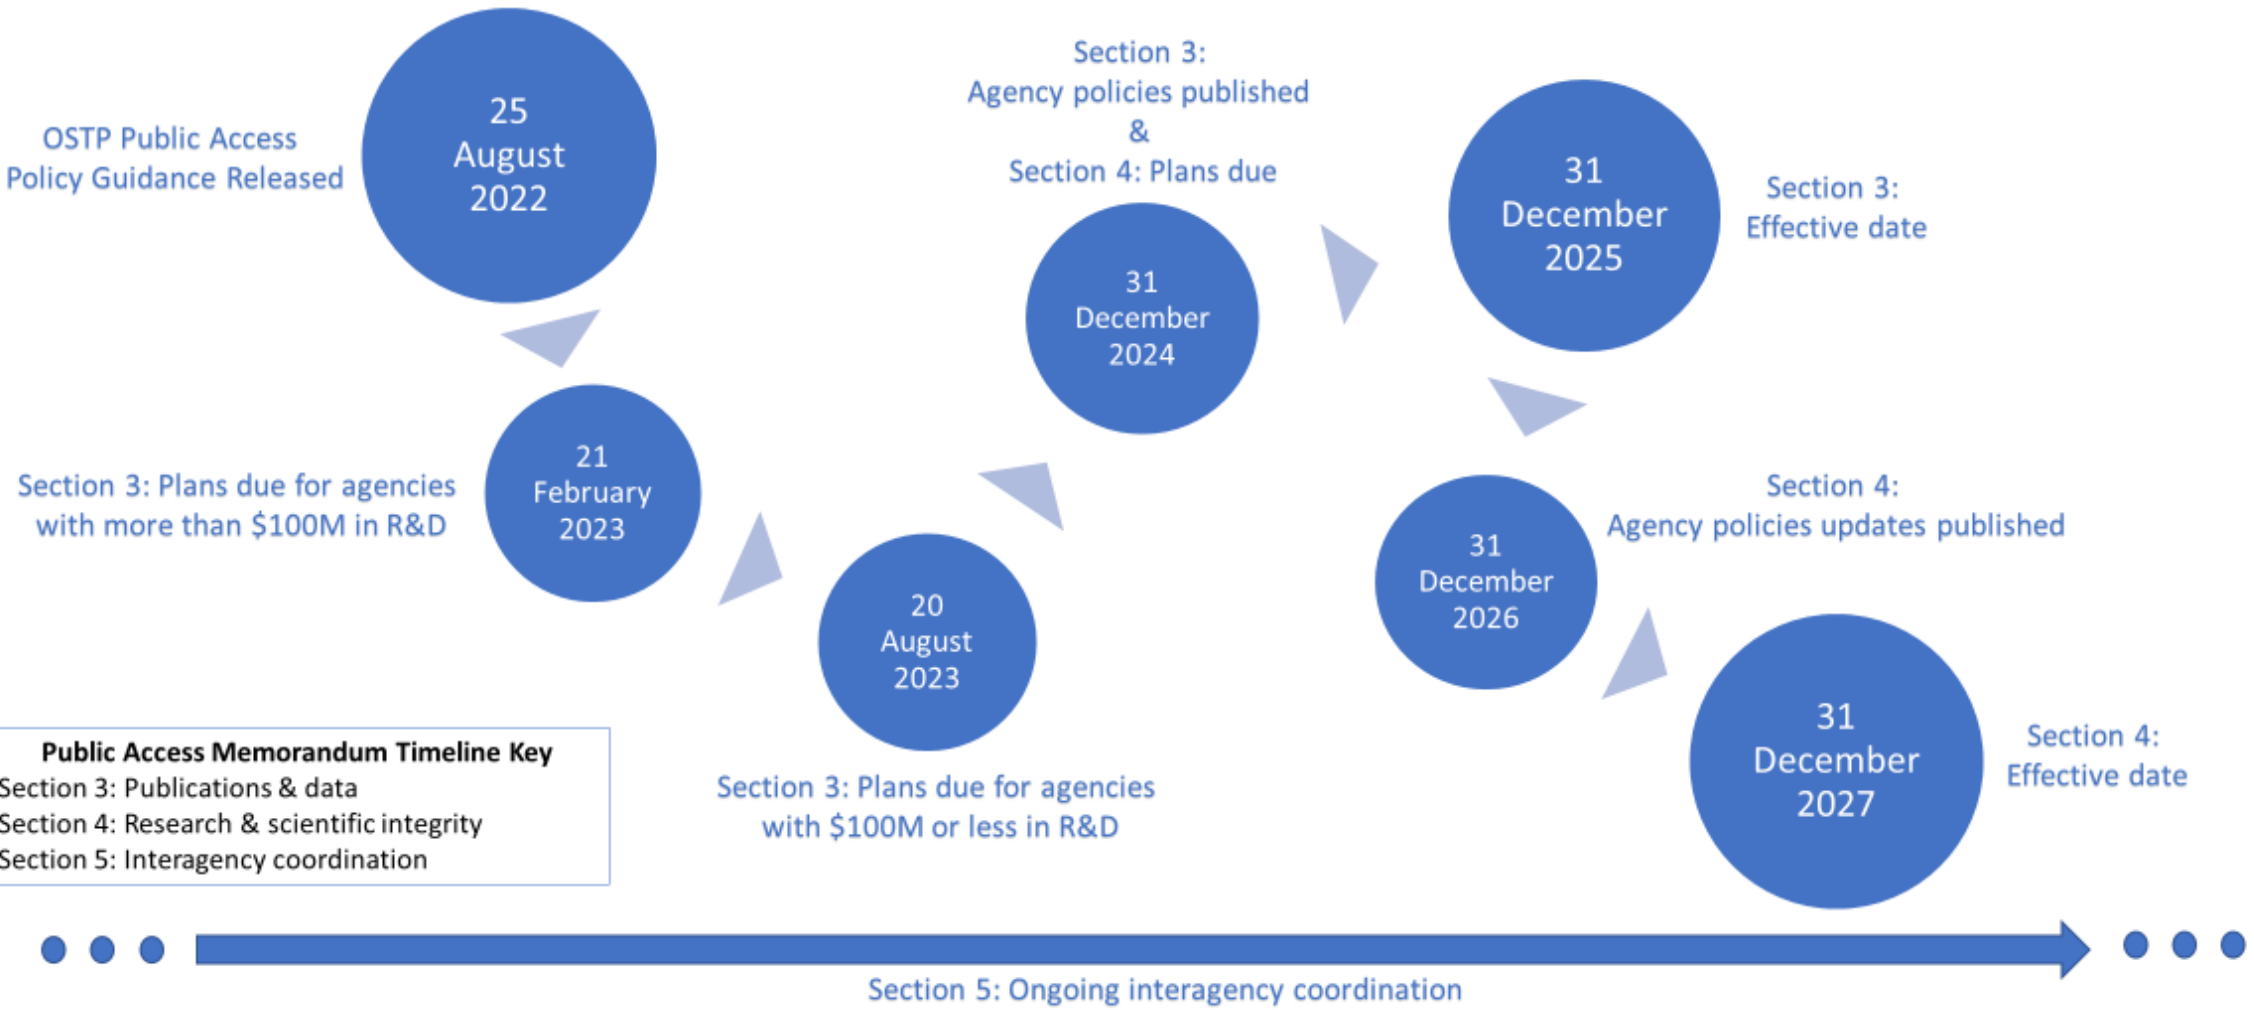 OSTP Public Access
Policy Guidance Released
25
August
2022
Section 3: Plans due for agencies
with more than $100M in R&D
21
February
2023
20
August
2023
Section 3: Plans due for agencies
with $100M or less in R&D
Section 3:
Agency policies published
&
Section 4: Plans due
31
December
2024
31
December
2025
Section 3:
Effective date
31
December
2026
Section 4:
Agency policies updates published
31
December
2027
Section 4:
Effective date
Public Access Memorandum Timeline Key
Section 3: Publications & data
Section 4: Research & scientific integrity
Section 5: Interagency coordination
Section 5: Ongoing interagency coordination